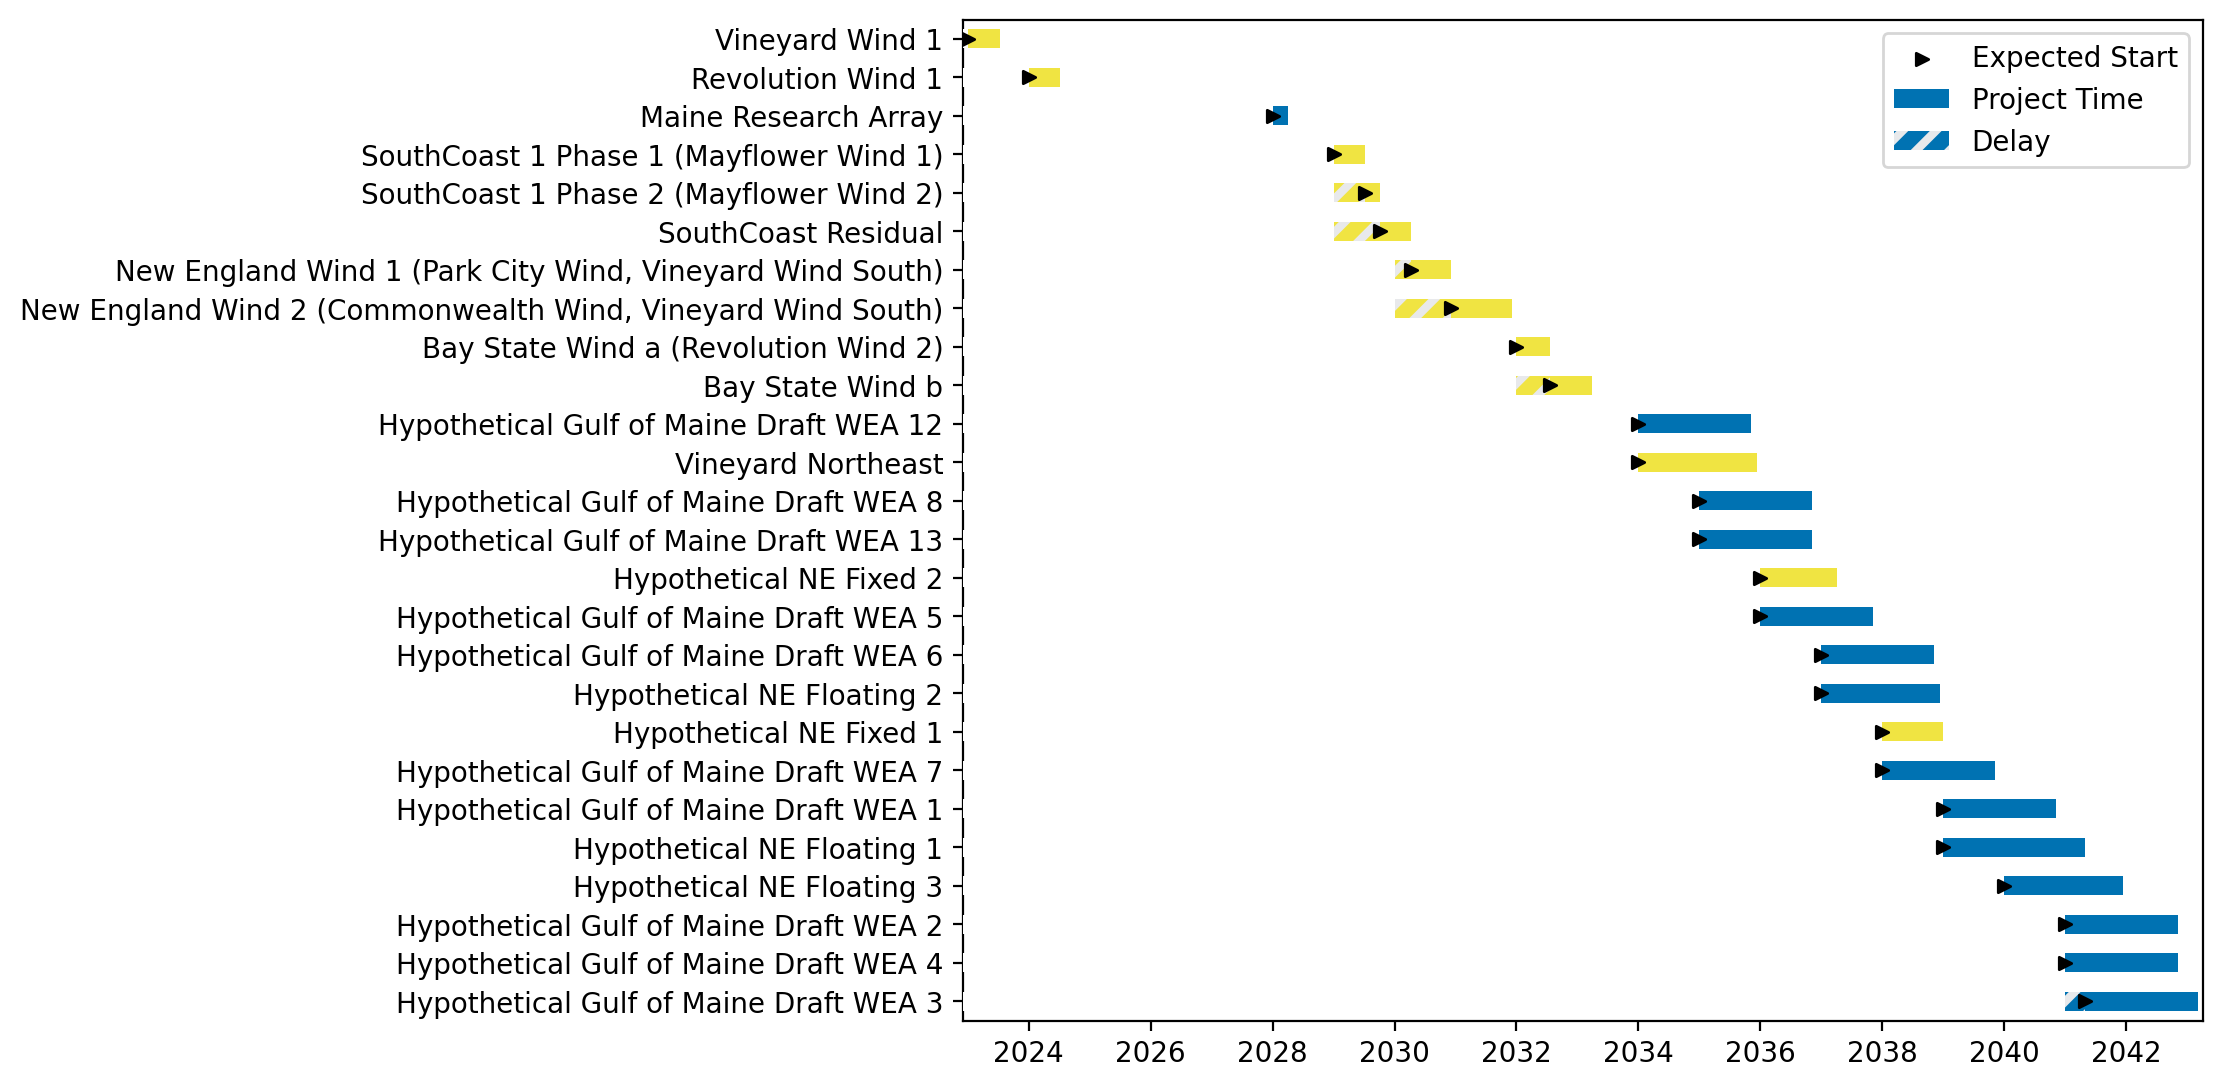 Vineyard Wind 1
Revolution Wind 1
Maine Research Array
SouthCoast 1 Phase 1 (Mayflower Wind 1)
SouthCoast 1 Phase 2 (Mayflower Wind 2)
SouthCoast Residual
New England Wind 1 (Park City Wind, Vineyard Wind South)
New England Wind 2 (Commonwealth Wind, Vineyard Wind South)
Bay State Wind a (Revolution Wind 2)
Bay State Wind b
Hypothetical Gulf of Maine Draft WEA 12
Vineyard Northeast
Hypothetical Gulf of Maine Draft WEA 8
Hypothetical Gulf of Maine Draft WEA 13
Hypothetical NE Fixed 2
Hypothetical Gulf of Maine Draft WEA 5
Hypothetical Gulf of Maine Draft WEA 6
Hypothetical NE Floating 2
Hypothetical NE Fixed 1
Hypothetical Gulf of Maine Draft WEA 7
Hypothetical Gulf of Maine Draft WEA 1
Hypothetical NE Floating 1
Hypothetical NE Floating 3
Hypothetical Gulf of Maine Draft WEA 2
Hypothetical Gulf of Maine Draft WEA 4
Hypothetical Gulf of Maine Draft WEA 3
Expected Start
Project Time
Delay
2024 2026 2028 2030 2032 2034 2036 2038 2040 2042